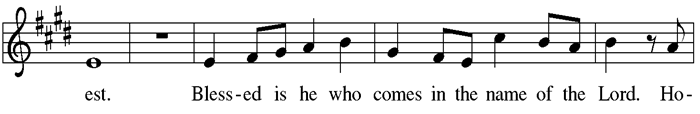 est. Bless-ed is he who comes in the name of the Lord. Ho-